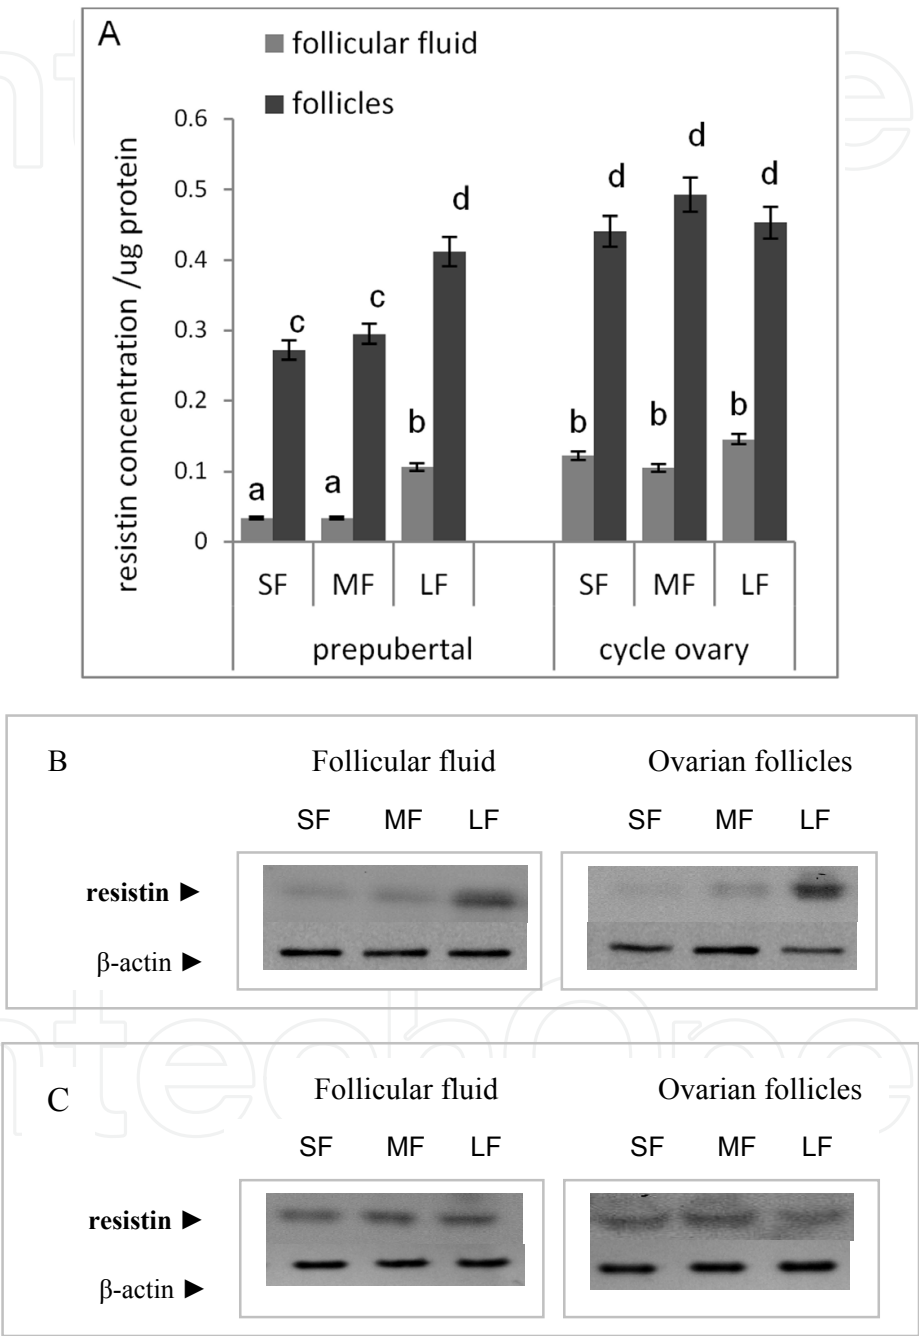 A
follicular fluid
follicles
resistin concentration /ug protein
0.6
0.5
0.4
0.3
0.2
0.1
0
a c a c b d b d b d b d
SF MF LF SF MF LF
prepubertal cycle ovary
B Follicular fluid Ovarian follicles
SF MF LF SF MF LF
resistin ►
β-actin ►
C Follicular fluid Ovarian follicles
SF MF LF SF MF LF
resistin ►
β-actin ►